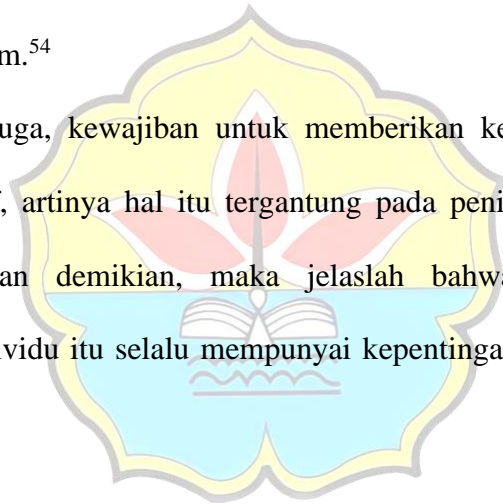 m.54
uga, kewajiban untuk memberikan ke
, artinya hal itu tergantung pada peni
an demikian, maka jelaslah bahwa
vidu itu selalu mempunyai kepentinga